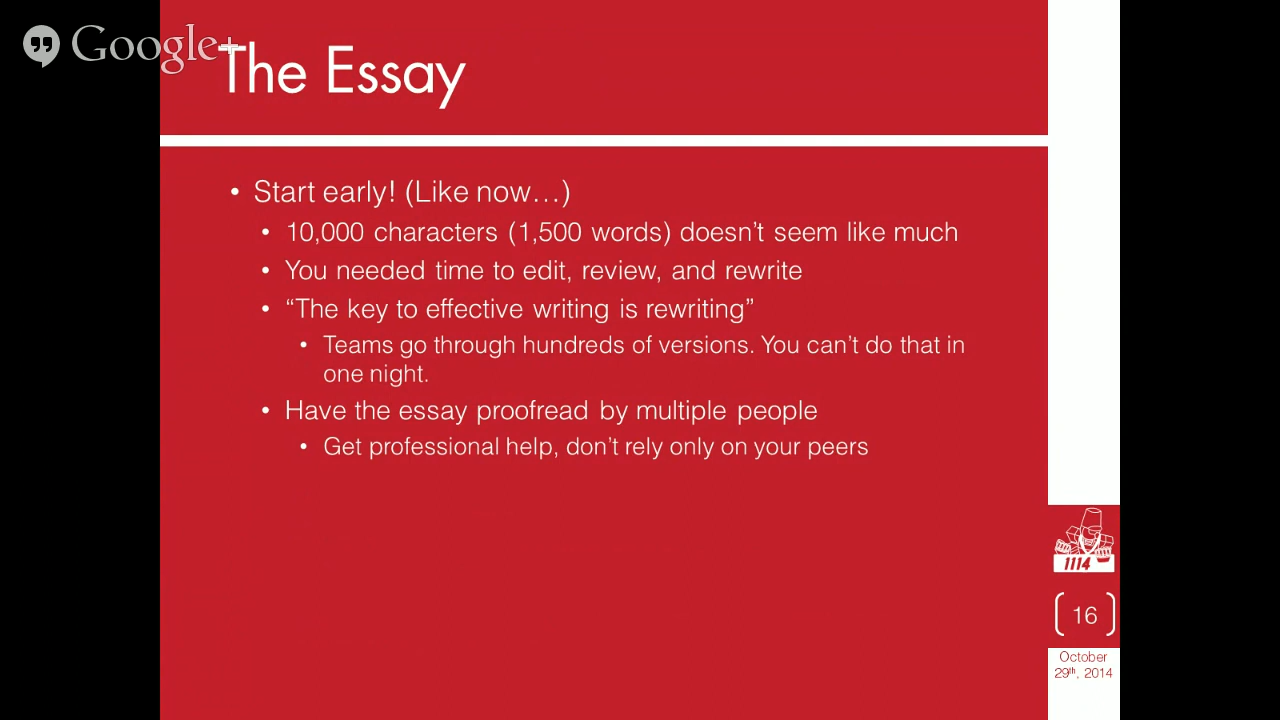 Google+
The Essay
• Start early! (Like now…)
• 10,000 characters (1,500 words) doesn’t seem like much
• You needed time to edit, review, and rewrite
• “The key to effective writing is rewriting”
• Teams go through hundreds of versions. You can’t do that in
one night.
• Have the essay proofread by multiple people
• Get professional help, don’t rely only on your peers
1114
16
October
29th, 2014